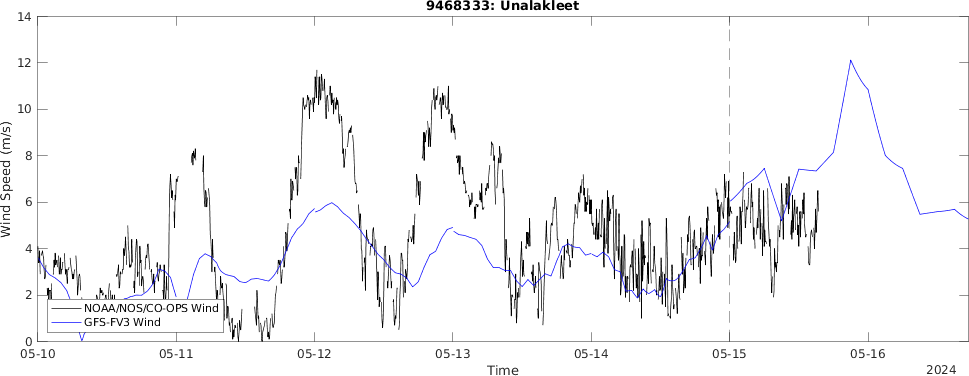 9468333: Unalakleet
14
12
10
8
6
4
2
0
Wind Speed (m/s)
NOAA/NOS/CO-OPS Wind
GFS-FV3 Wind
05-10 05-11 05-12 05-13 05-14 05-15 05-16
Time
2024